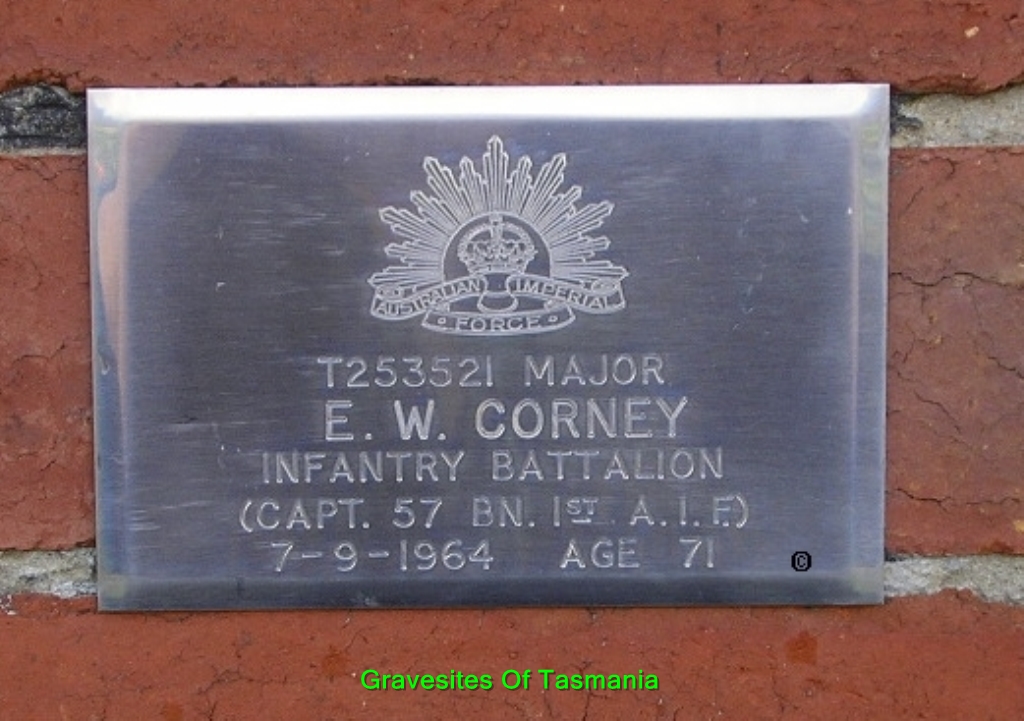 AUSTRALIAN IMPERIAL
FORCE
T253521 MAJOR
E. W. CORNEY
INFANTRY BATTALION
(CAPT. 57 BN. 1ST A.I.F.)
7-9-1964 AGE 71
©
Gravesites Of Tasmania